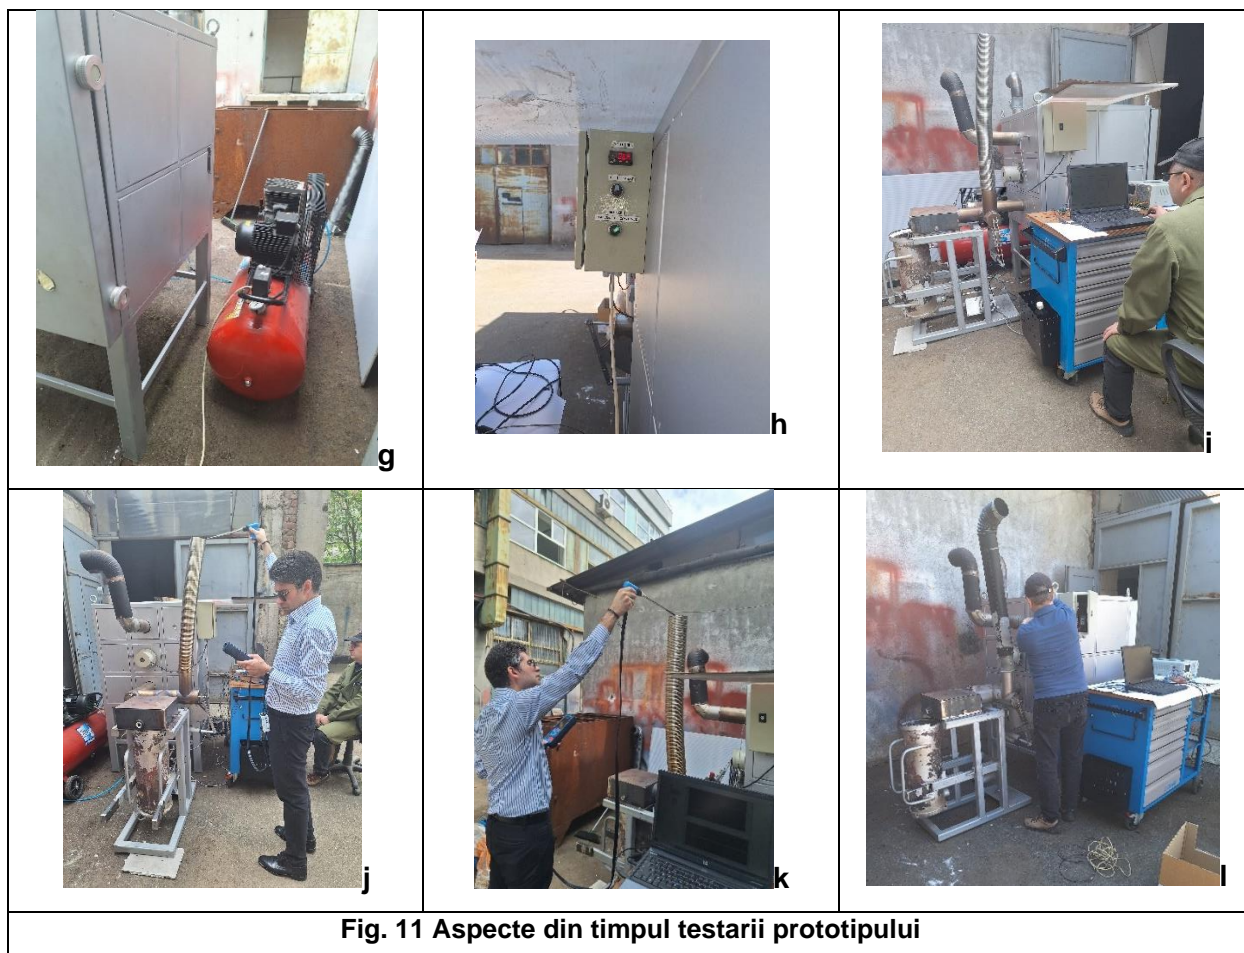 g
h
i
j
k
l
Fig. 11 Aspecte din timpul testarii prototipului